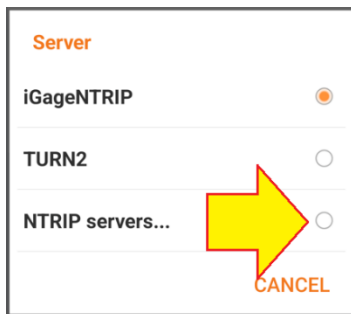 Server
iGageNTRIP
TURN2
NTRIP servers...
CANCEL